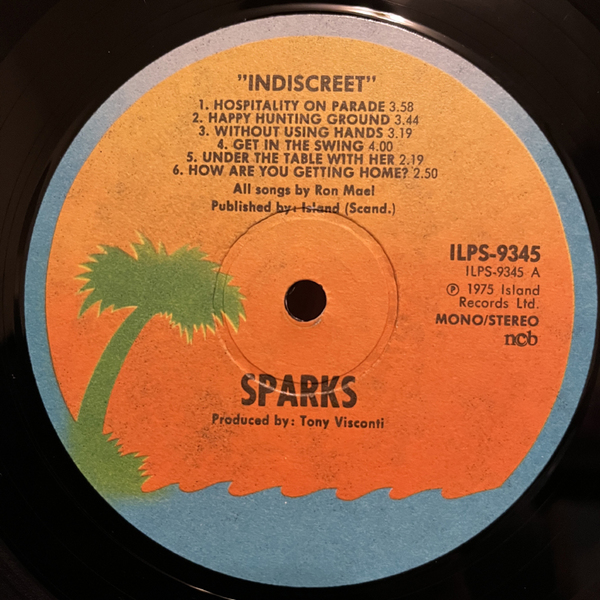 "INDISCREET"
1. HOSPITALITY ON PARADE 3.58
2. HAPPY HUNTING GROUND 3.44
3. WITHOUT USING HANDS 3.19
4. GET IN THE SWING 4.00
5. UNDER THE TABLE WITH HER 2.19
6. HOW ARE YOU GETTING HOME? 2.50
All songs by Ron Mael
Published by: Island (Scand.)
ILPS-9345
ILPS-9345 A
℗ 1975 Island
Records Ltd.
MONO/STEREO
ncb
SPARKS
Produced by: Tony Visconti